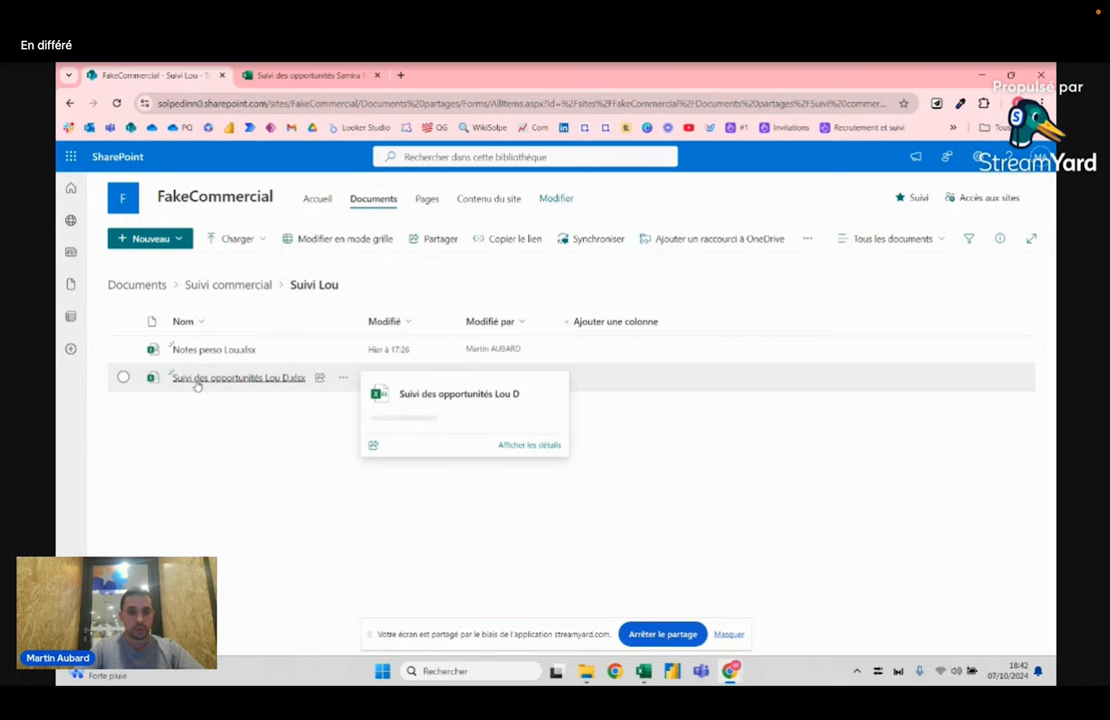 En différé
FakeCommercial - Suivi Lou - T
Suivi des opportunités Samira
Propulsé par
StreamYard
solpedinn0.sharepoint.com/sites/FakeCommercial/Documents%20partages/Forms/AllItems.aspx?id=%2Fsites%2FFakeCommercial%2FDocuments%20partages%2FSuivi%20commer...
PQ
Looker Studio
QG
WikiSolpe
Com
#1
Invitations
Recrutement et suivi
Tous
SharePoint
Rechercher dans cette bibliothèque
F
FakeCommercial
Accueil
Documents
Pages
Contenu du site
Modifier
Suivi
Accès aux sites
+ Nouveau
Charger
Modifier en mode grille
Partager
Copier le lien
Synchroniser
Ajouter un raccourci à OneDrive
...
Tous les documents
Documents > Suivi commercial > Suivi Lou
Nom
Modifié
Modifié par
+ Ajouter une colonne
Notes perso Lou.xlsx
Hier à 17:26
Martin AUBARD
Suivi des opportunités Lou D.xlsx
...
Suivi des opportunités Lou D
Afficher les détails
Votre écran est partagé par le biais de l'application streamyard.com.
Arrêter le partage
Masquer
Martin Aubard
Forte pluie
Rechercher
18:42
07/10/2024